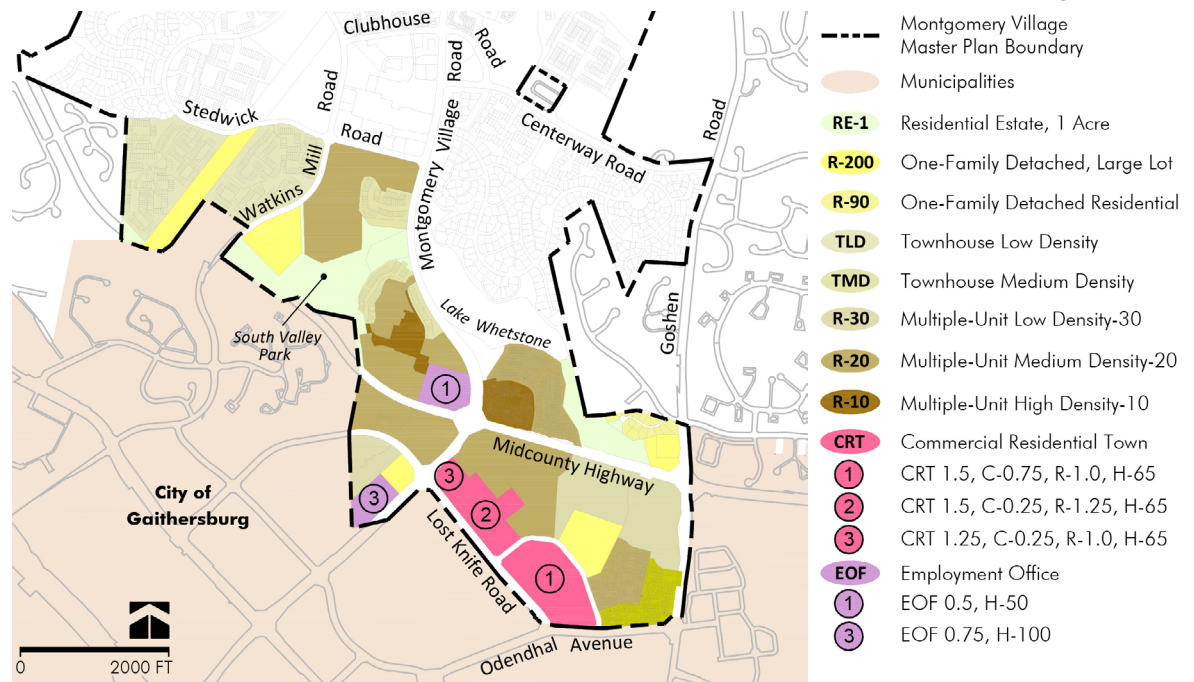 Clubhouse
Road
Road
Road
Montgomery Village
Stedwick
Road
Mill
Watkins
Centerway Road
Road
Goshen
Lake Whetstone
South Valley
Park
1
Midcounty Highway
3
3
2
1
City of
Gaithersburg
Lost Knife Road
Odendhal Avenue
0 2000 FT
Montgomery Village
Master Plan Boundary
Municipalities
RE-1 Residential Estate, 1 Acre
R-200 One-Family Detached, Large Lot
R-90 One-Family Detached Residential
TLD Townhouse Low Density
TMD Townhouse Medium Density
R-30 Multiple-Unit Low Density-30
R-20 Multiple-Unit Medium Density-20
R-10 Multiple-Unit High Density-10
CRT Commercial Residential Town
1 CRT 1.5, C-0.75, R-1.0, H-65
2 CRT 1.5, C-0.25, R-1.25, H-65
3 CRT 1.25, C-0.25, R-1.0, H-65
EOF Employment Office
1 EOF 0.5, H-50
3 EOF 0.75, H-100